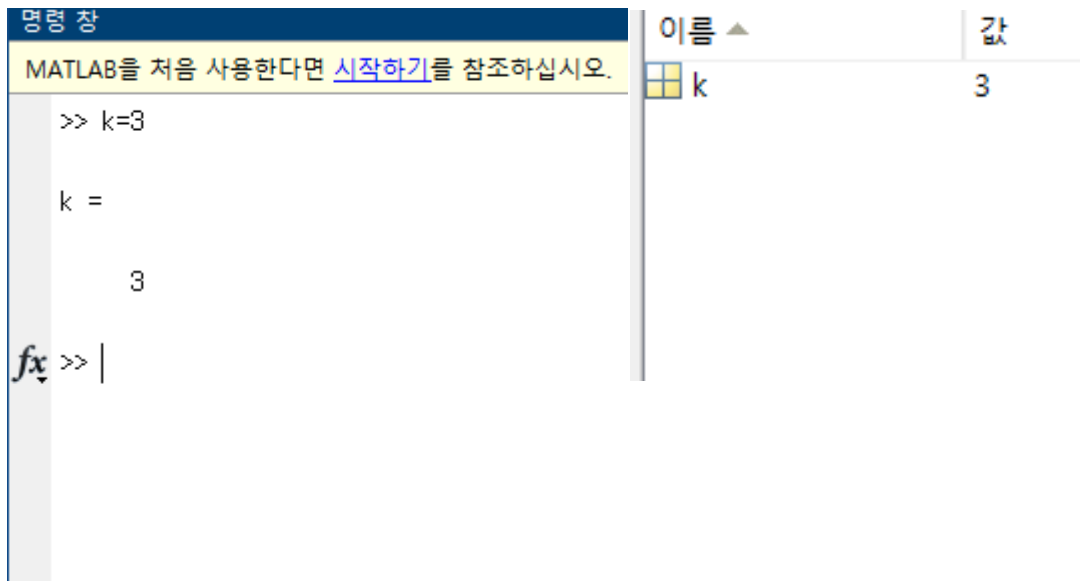 명령 창
MATLAB을 처음 사용한다면 시작하기를 참조하십시오.
>> k=3
k =
3
fx >>
이름 값
k 3